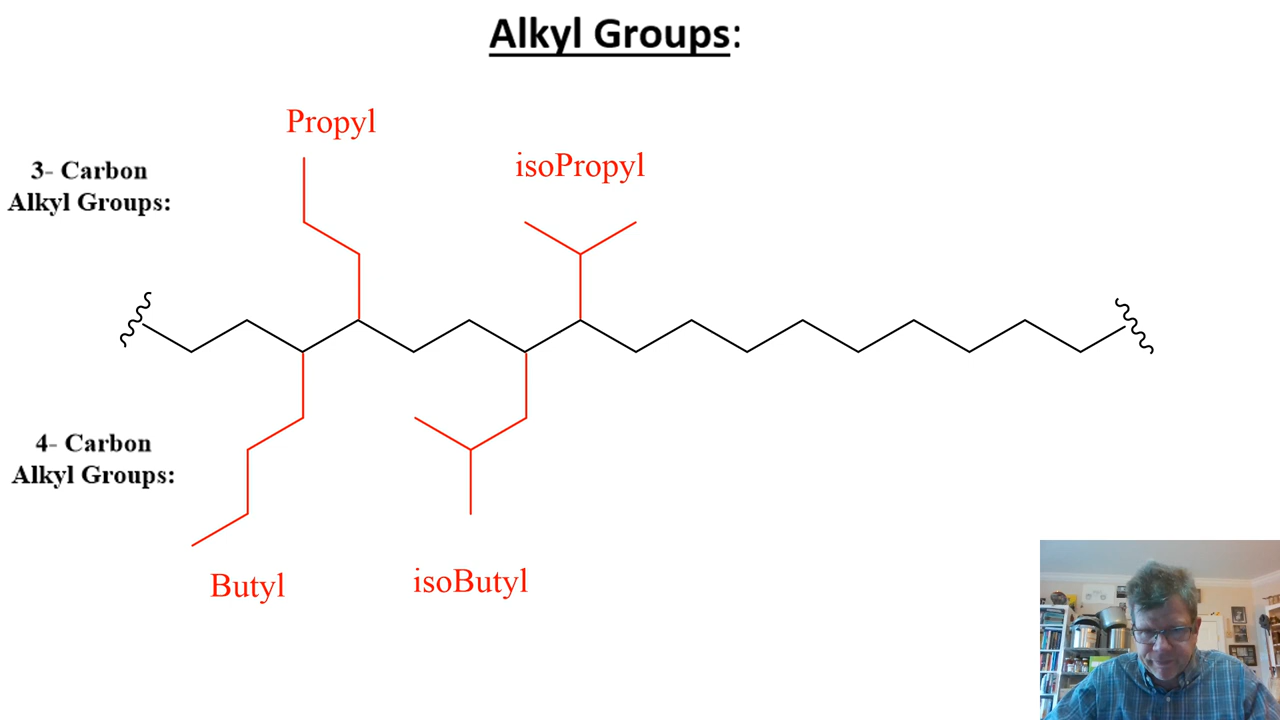 Alkyl Groups:
Propyl
isoPropyl
3- Carbon
Alkyl Groups:
4- Carbon
Alkyl Groups:
Butyl
isoButyl